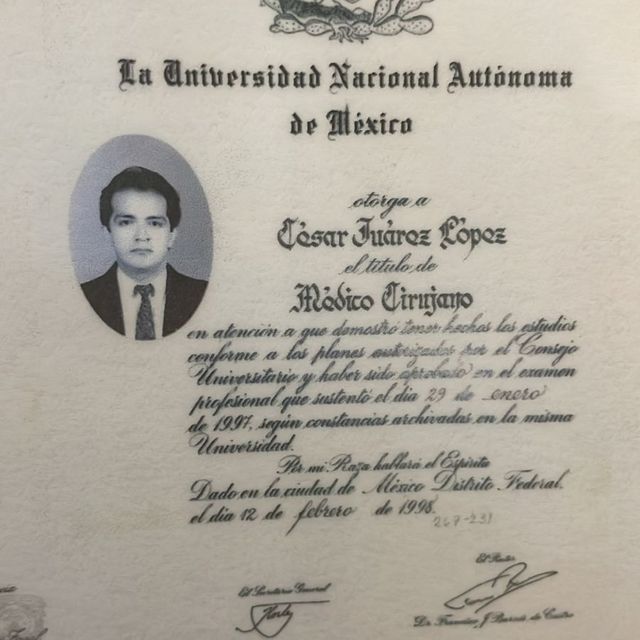 La Universidad Nacional Autónoma
de México
otorga a
César Juárez López
el título de
Médico Cirujano
en atención a que demostró tener hechos los estudios
conforme a los planes autorizados por el Consejo
Universitario y haber sido aprobado en el examen
profesional que sustentó el día 29 de enero
de 1997, según constancias archivadas en la misma
Universidad.
Por mi Raza hablará el Espíritu
Dado en la ciudad de México Distrito Federal.
el día 12 de febrero de 1998.
267-231
El Rector
El Secretario General
Dr. Francisco J. Barnés de Castro